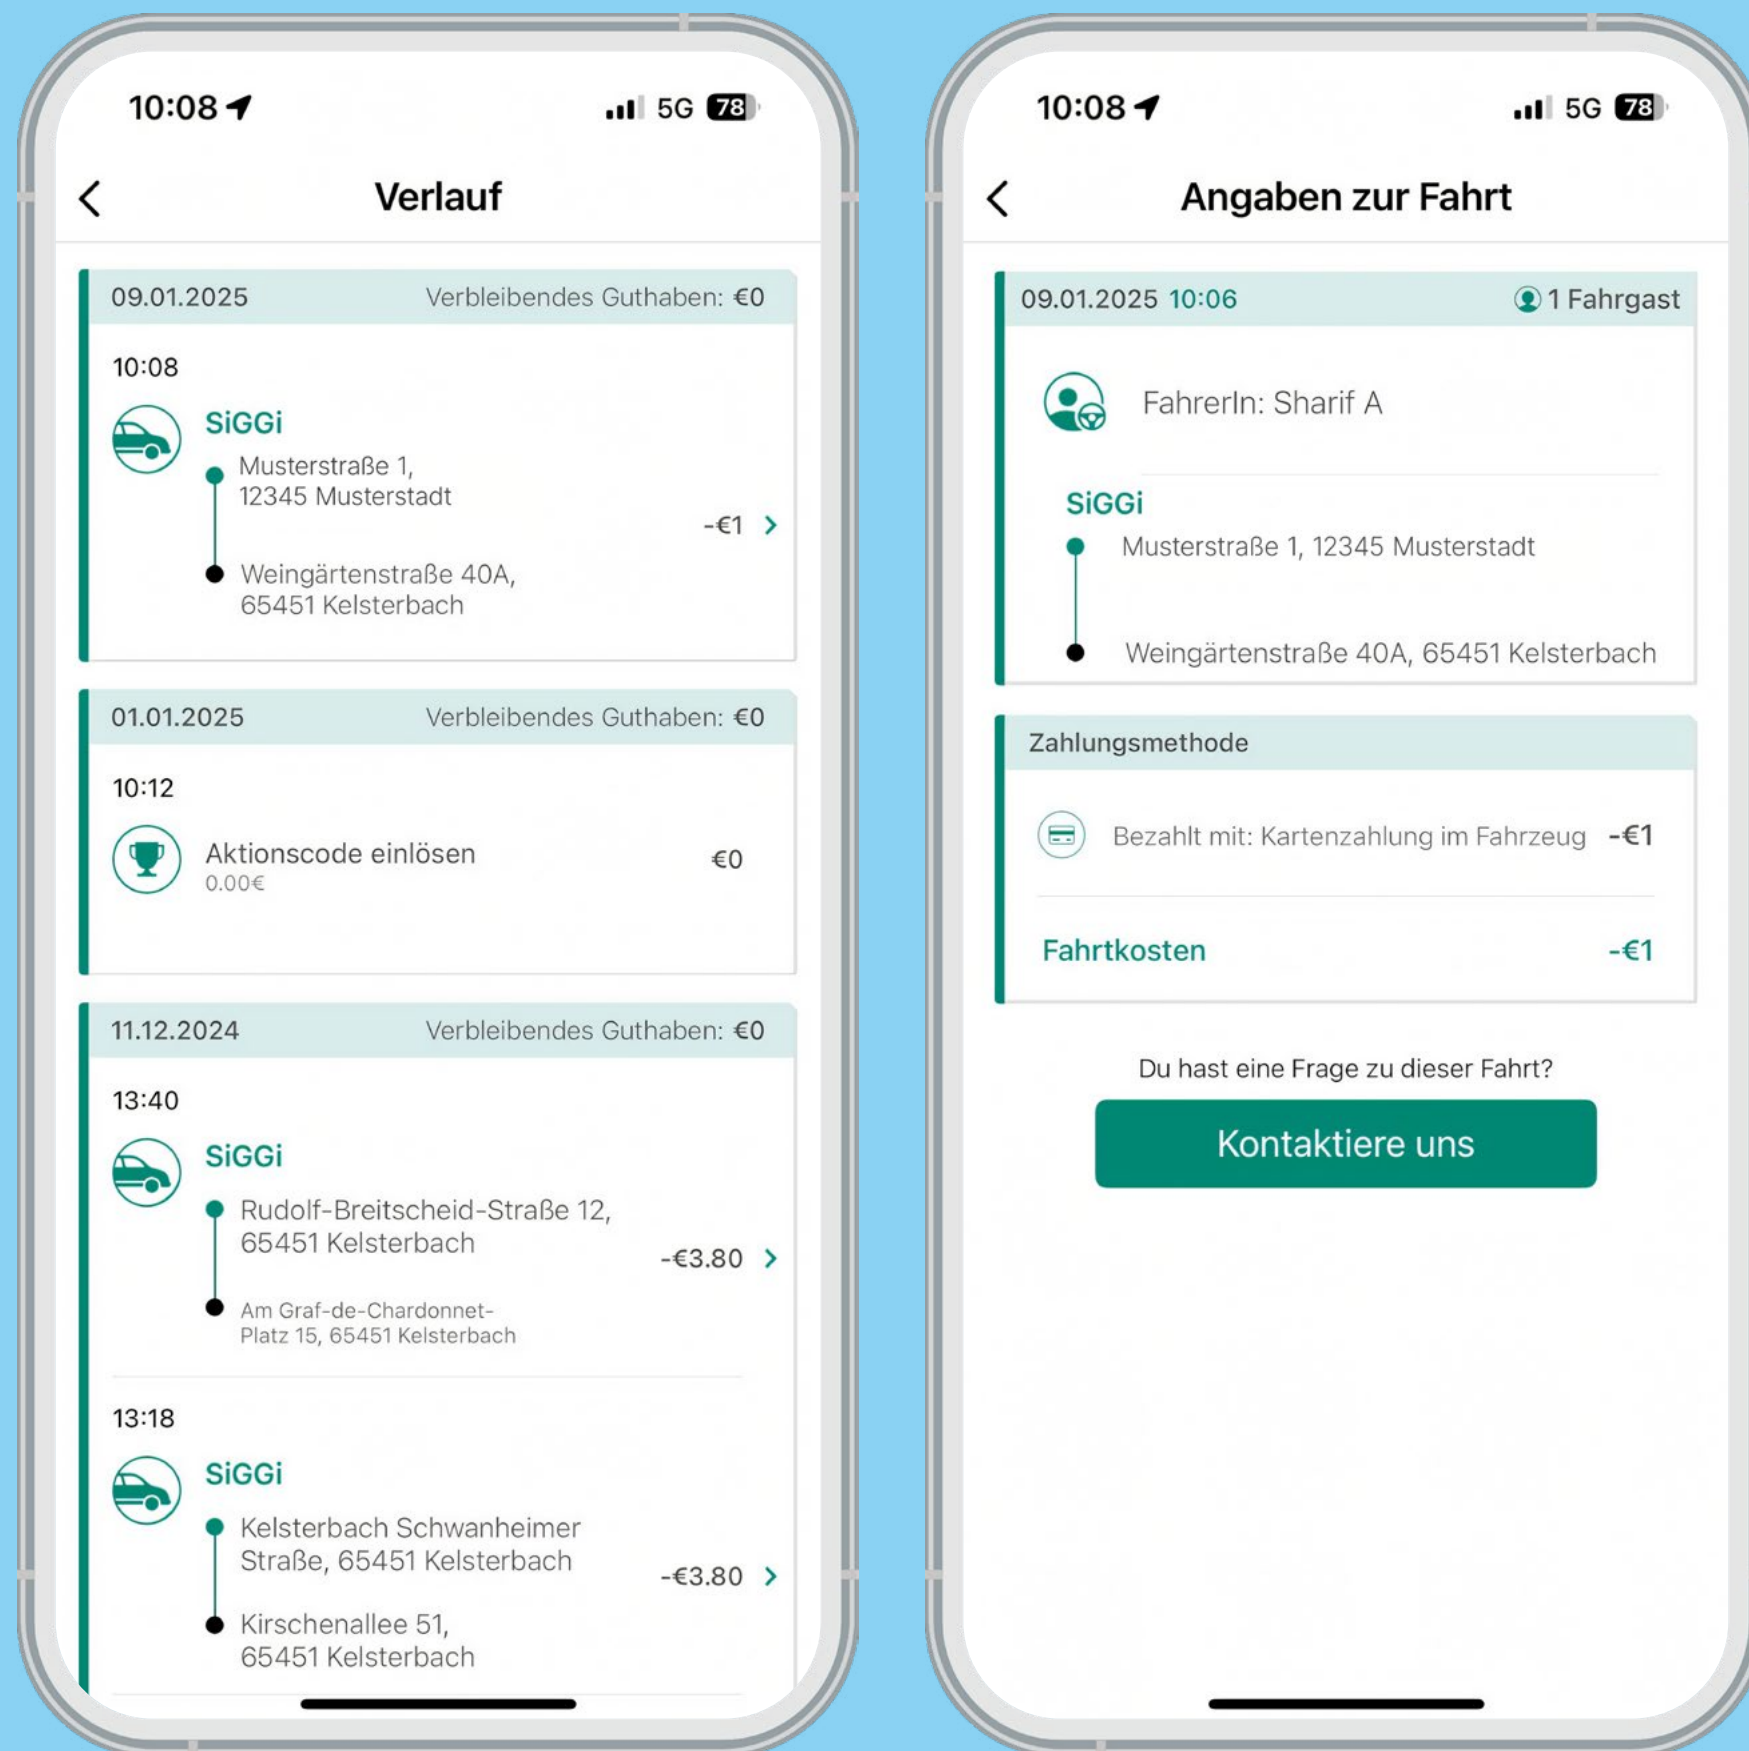 10:08
5G 78
Verlauf
09.01.2025 Verbleibendes Guthaben: €0
10:08
SiGGi
Musterstraße 1,
12345 Musterstadt
-€1
Weingärtenstraße 40A,
65451 Kelsterbach
01.01.2025 Verbleibendes Guthaben: €0
10:12
Aktionscode einlösen
€0
0.00€
11.12.2024 Verbleibendes Guthaben: €0
13:40
SiGGi
Rudolf-Breitscheid-Straße 12,
65451 Kelsterbach
-€3.80
Am Graf-de-Chardonnet-
Platz 15, 65451 Kelsterbach
13:18
SiGGi
Kelsterbach Schwanheimer
Straße, 65451 Kelsterbach
-€3.80
Kirschenallee 51,
65451 Kelsterbach
10:08
5G 78
Angaben zur Fahrt
09.01.2025 10:06 1 Fahrgast
FahrerIn: Sharif A
SiGGi
Musterstraße 1, 12345 Musterstadt
Weingärtenstraße 40A, 65451 Kelsterbach
Zahlungsmethode
Bezahlt mit: Kartenzahlung im Fahrzeug -€1
Fahrtkosten -€1
Du hast eine Frage zu dieser Fahrt?
Kontaktiere uns